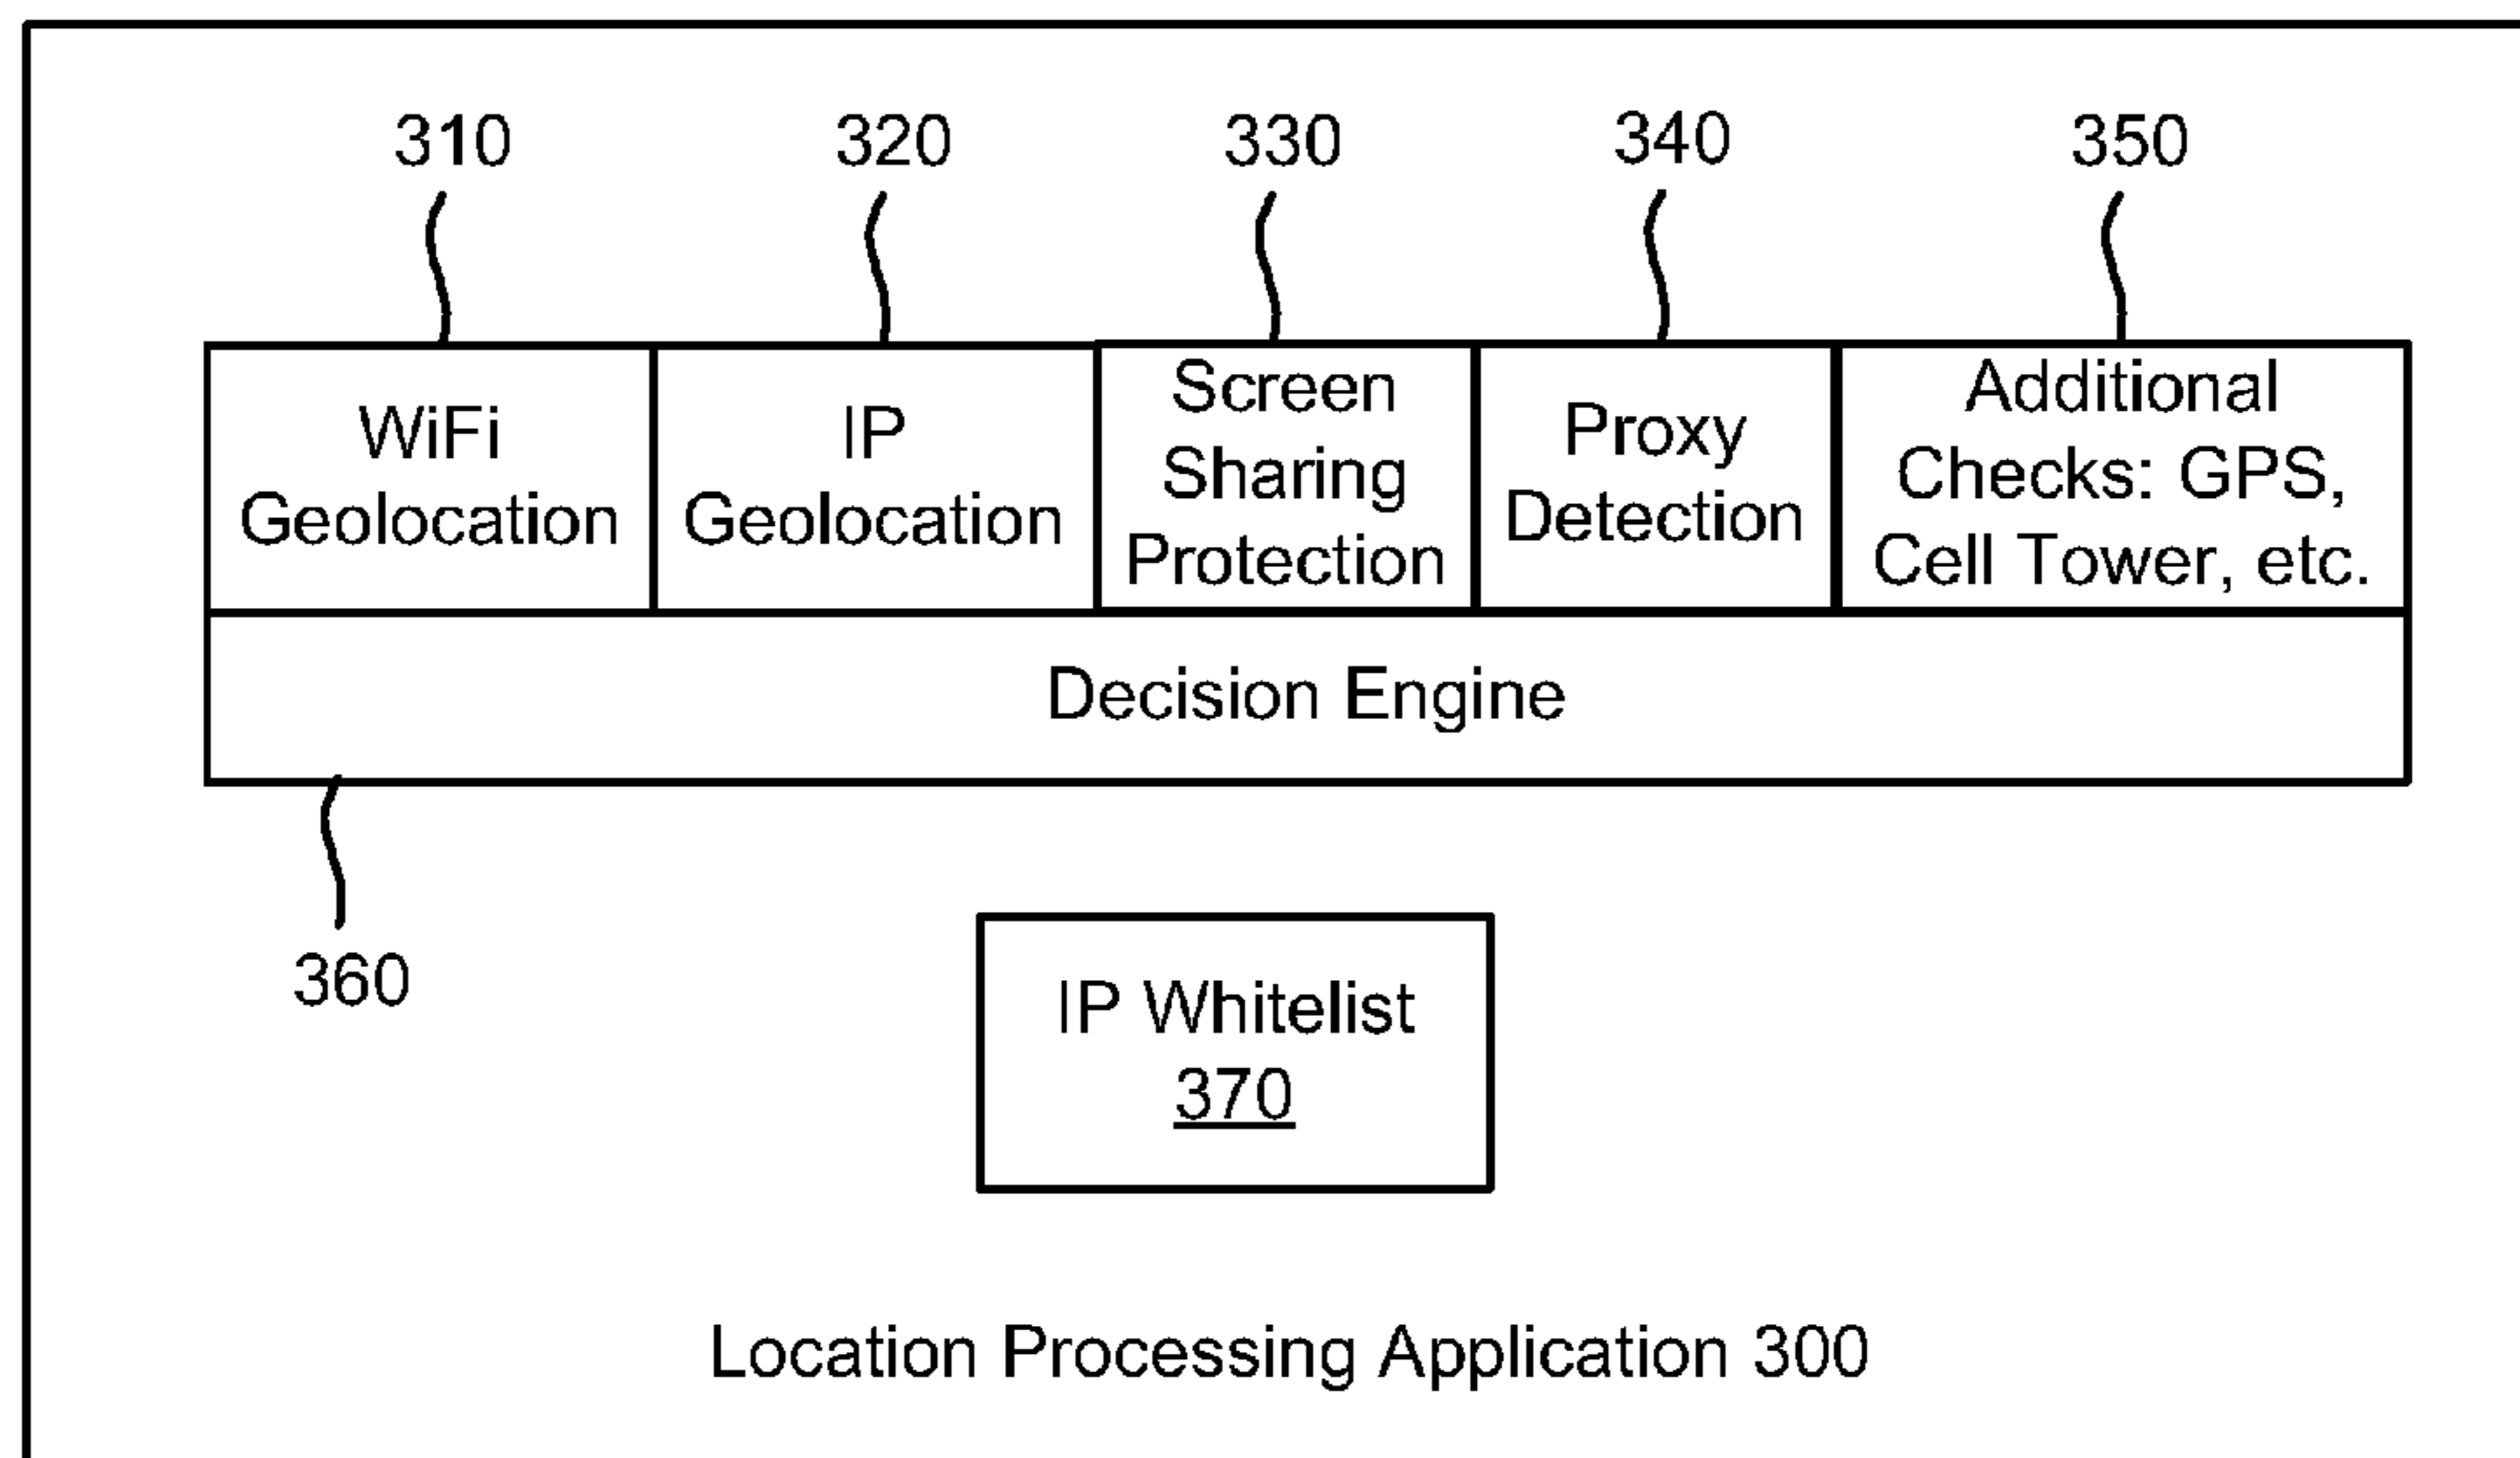 310
320
330
340
350
WiFi
Geolocation
IP
Geolocation
Screen
Sharing
Protection
Proxy
Detection
Additional
Checks: GPS,
Cell Tower, etc.
Decision Engine
360
IP Whitelist
370
Location Processing Application 300